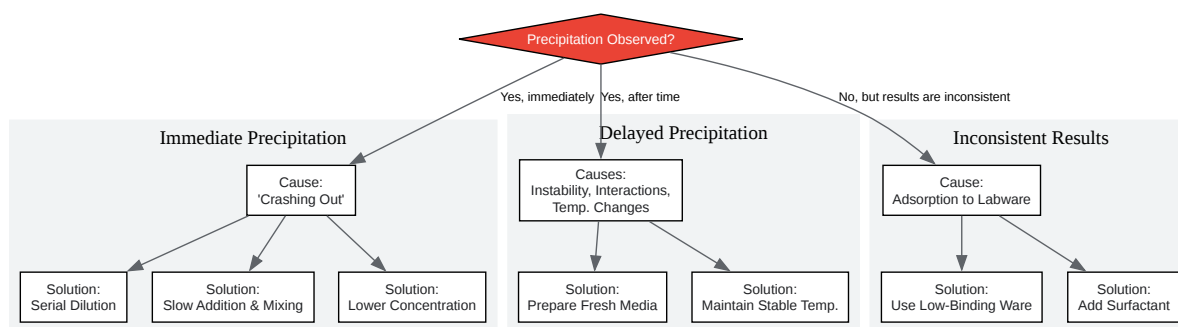 Precipitation Observed?
Yes, immediately
Yes, after time
No, but results are inconsistent
Immediate Precipitation
Delayed Precipitation
Inconsistent Results
Cause:
'Crashing Out'
Causes:
Instability, Interactions,
Temp. Changes
Cause:
Adsorption to Labware
Solution:
Serial Dilution
Solution:
Slow Addition & Mixing
Solution:
Lower Concentration
Solution:
Prepare Fresh Media
Solution:
Maintain Stable Temp.
Solution:
Use Low-Binding Ware
Solution:
Add Surfactant